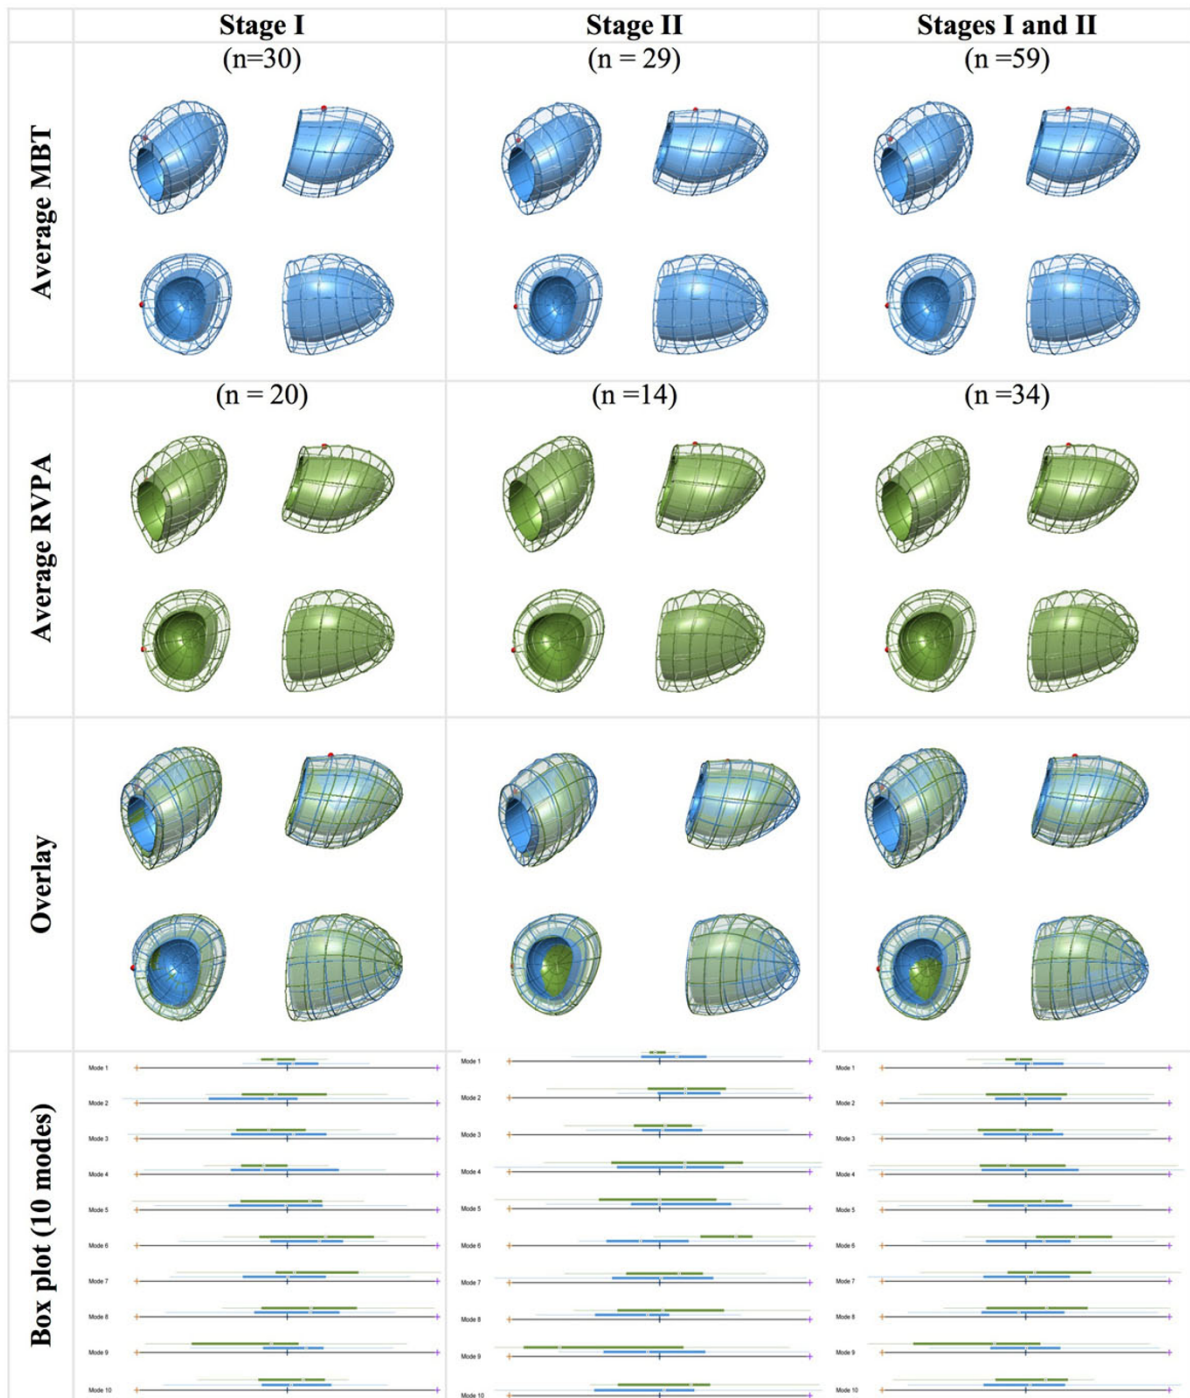 Stage I
Stage II
Stages I and II
Average MBT
(n=30)
(n = 29)
(n =59)
Average RVPA
(n = 20)
(n =14)
(n =34)
Overlay
Box plot (10 modes)
Mode 1
Mode 2
Mode 3
Mode 4
Mode 5
Mode 6
Mode 7
Mode 8
Mode 9
Mode 10
Mode 1
Mode 2
Mode 3
Mode 4
Mode 5
Mode 6
Mode 7
Mode 8
Mode 9
Mode 10
Mode 1
Mode 2
Mode 3
Mode 4
Mode 5
Mode 6
Mode 7
Mode 8
Mode 9
Mode 10